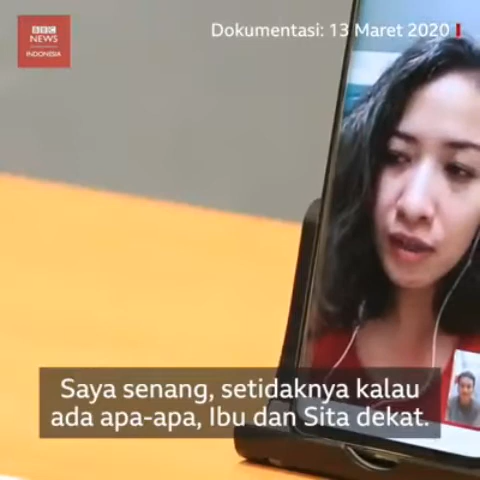 BBC
NEWS
INDONESIA
Dokumentasi: 13 Maret 2020
Saya senang, setidaknya kalau
ada apa-apa, Ibu dan Sita dekat.